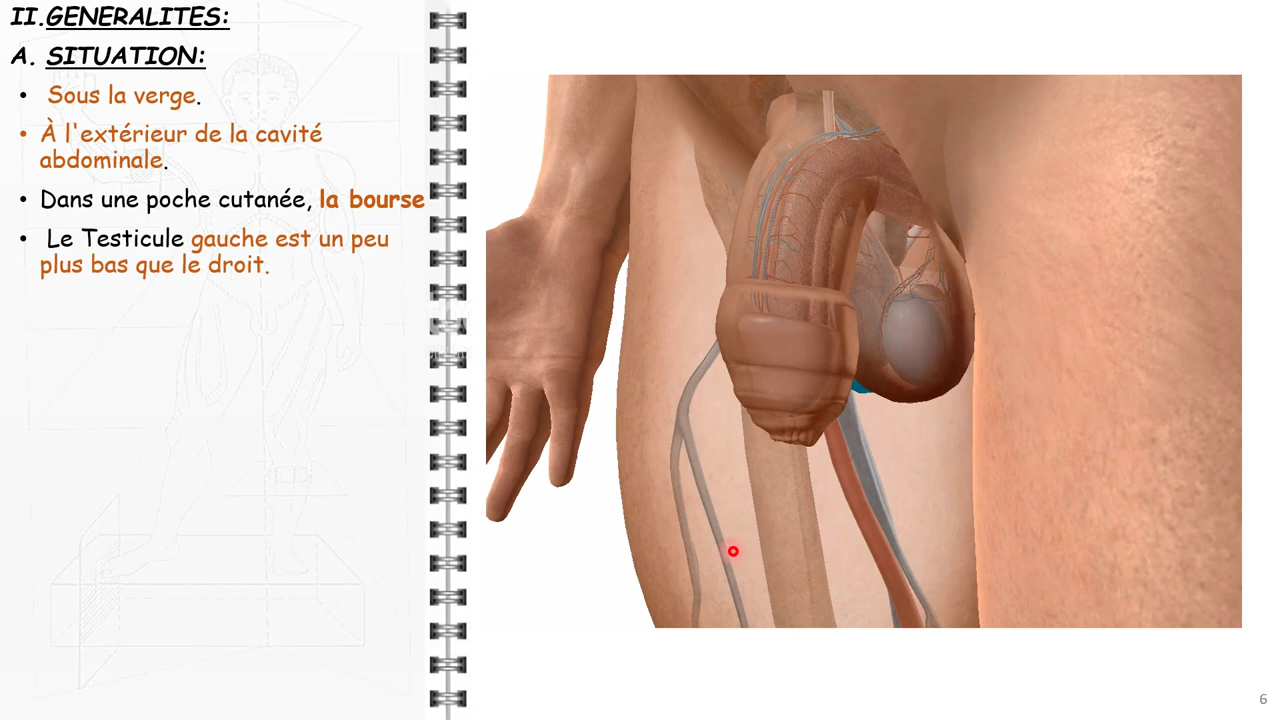 II.GENERALITES:
A. SITUATION:
• Sous la verge.
• À l'extérieur de la cavité
abdominale.
• Dans une poche cutanée, la bourse
• Le Testicule gauche est un peu
plus bas que le droit.
6